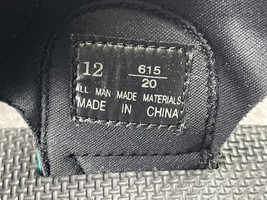 12 615/20
ALL. MAN MADE MATERIALS
MADE IN CHINA